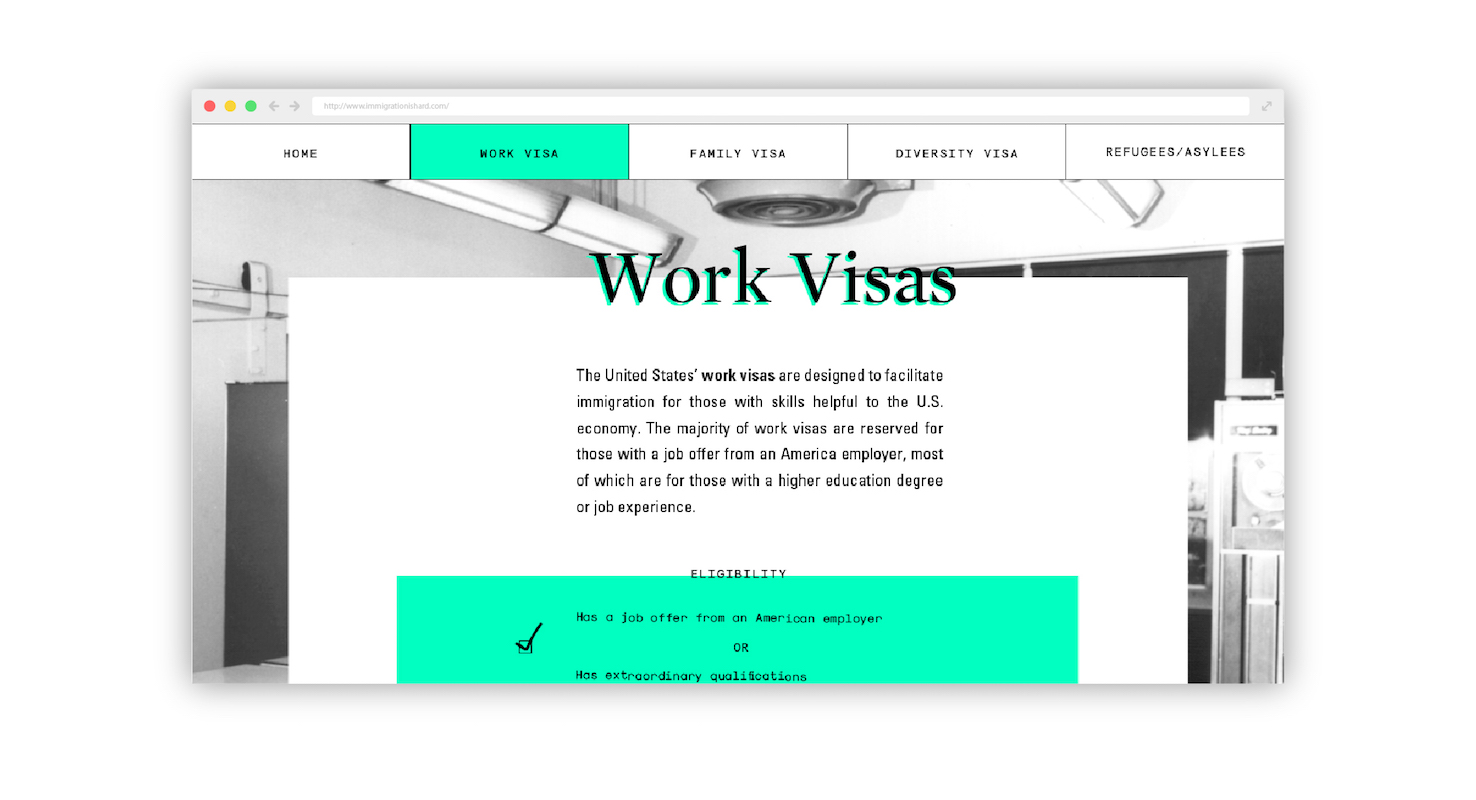 http://www.immigrationishard.com/
HOME
WORK VISA
FAMILY VISA
DIVERSITY VISA
REFUGEES/ASYLEES
Work Visas
The United States’ work visas are designed to facilitate
immigration for those with skills helpful to the U.S.
economy. The majority of work visas are reserved for
those with a job offer from an America employer, most
of which are for those with a higher education degree
or job experience.
ELIGIBILITY
Has a job offer from an American employer
OR
Has extraordinary qualifications